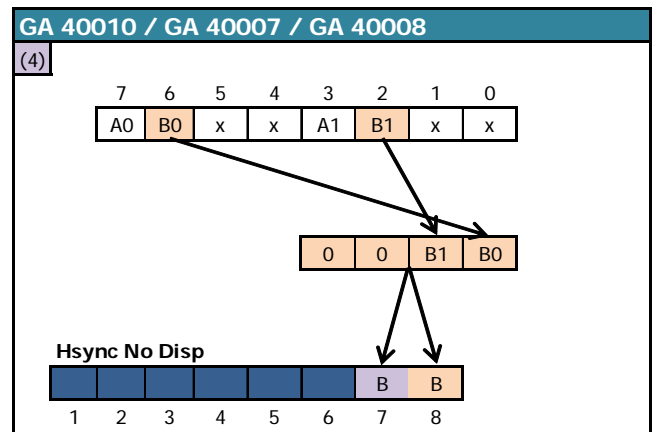 GA 40010 / GA 40007 / GA 40008
(4)
7 6 5 4 3 2 1 0
A0 B0 x x A1 B1 x x
0 0 B1 B0
Hsync No Disp
B B
1 2 3 4 5 6 7 8